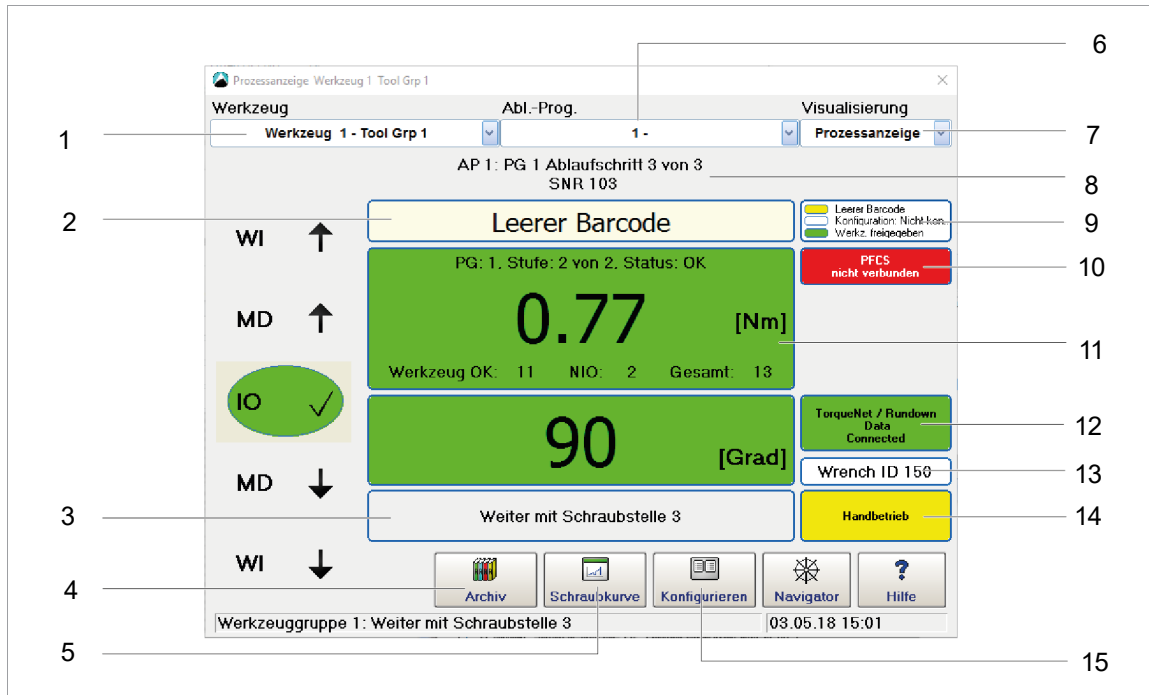 6
Prozessanzeige Werkzeug 1 Tool Grp 1
Werkzeug Abl.-Prog. Visualisierung
1 Werkzeug 1 - Tool Grp 1 1 - Prozessanzeige 7
AP 1: PG 1 Ablaufschritt 3 von 3
SNR 103
8
2 Leerer Barcode
Leerer Barcode
Konfiguration: Nicht kon
Werkz. freigegeben
9
WI
PG: 1, Stufe: 2 von 2, Status: OK
PFCS
nicht verbunden
10
MD
0.77 [Nm]
11
Werkzeug OK: 11 NIO: 2 Gesamt: 13
IO
90 [Grad]
TorqueNet / Rundown
Data
Connected
12
MD
Wrench ID 150 13
3 Weiter mit Schraubstelle 3
Handbetrieb 14
WI
4 Archiv Schraubkurve Konfigurieren Navigator ? Hilfe
Werkzeuggruppe 1: Weiter mit Schraubstelle 3 03.05.18 15:01
5
15